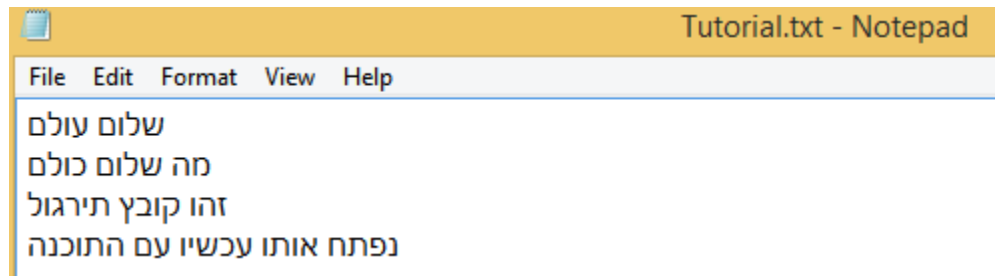 Tutorial.txt - Notepad
File Edit Format View Help
שלום עולם
מה שלום כולם
זהו קובץ תירגול
נפתח אותו עכשיו עם התוכנה